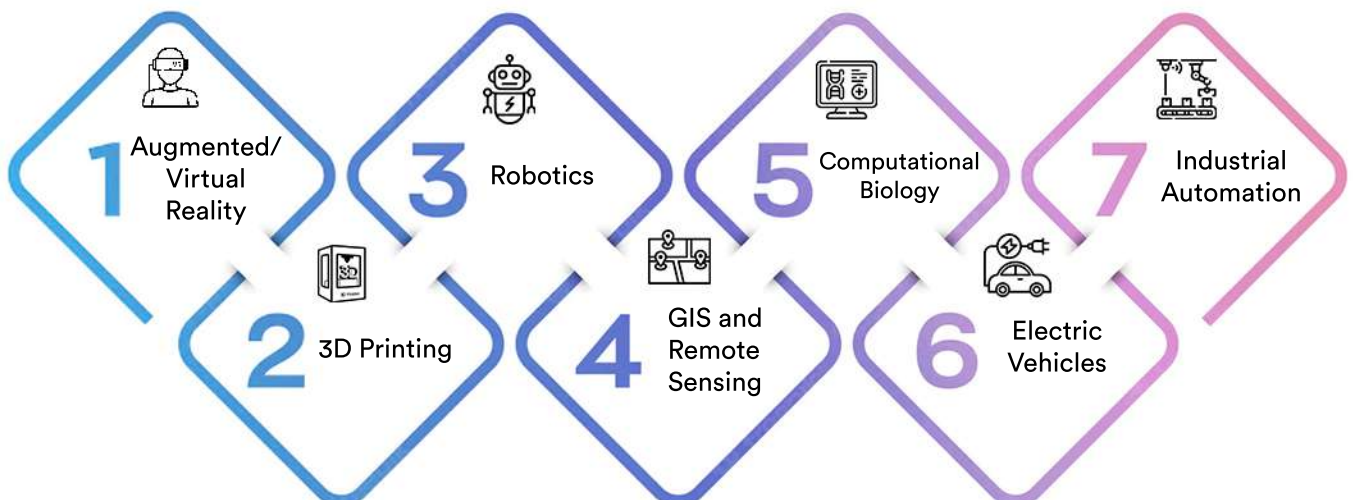 1
Augmented/
Virtual
Reality
2
3D Printing
3
Robotics
4
GIS and
Remote
Sensing
5
Computational
Biology
6
Electric
Vehicles
7
Industrial
Automation
3D